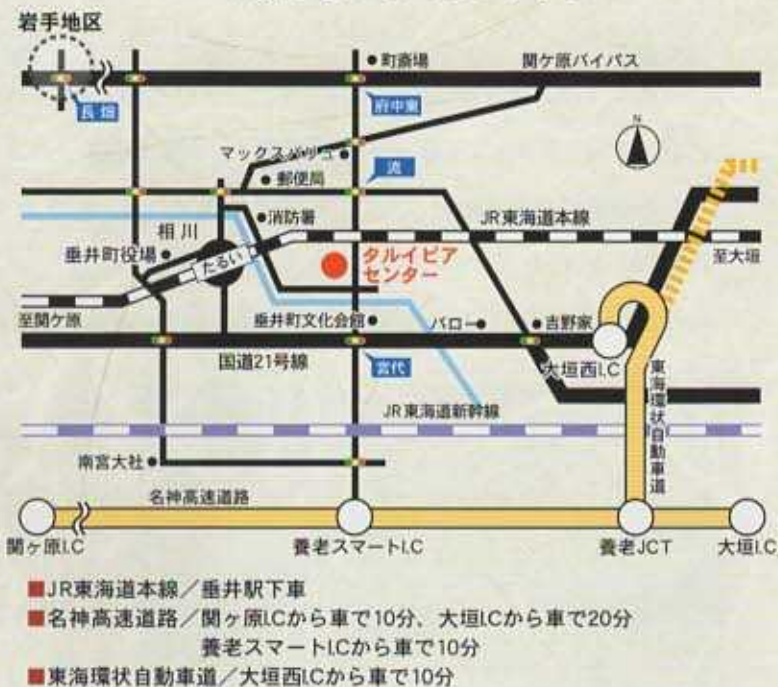 岩手地区
町斎場
関ケ原バイパス
長畑
府中東
N
マックスバリュ
流
郵便局
消防署
相川
JR東海道本線
垂井町役場
たるい
タルイピア
センター
至大垣
至関ケ原
垂井町文化会館
バロー
吉野家
国道21号線
宮代
大垣西I.C
東海環状自動車道
JR東海道新幹線
南宮大社
名神高速道路
関ヶ原I.C
養老スマートI.C
養老JCT
大垣I.C
■JR東海道本線／垂井駅下車
■名神高速道路／関ヶ原I.Cから車で10分、大垣I.Cから車で20分
養老スマートI.Cから車で10分
■東海環状自動車道／大垣西I.Cから車で10分